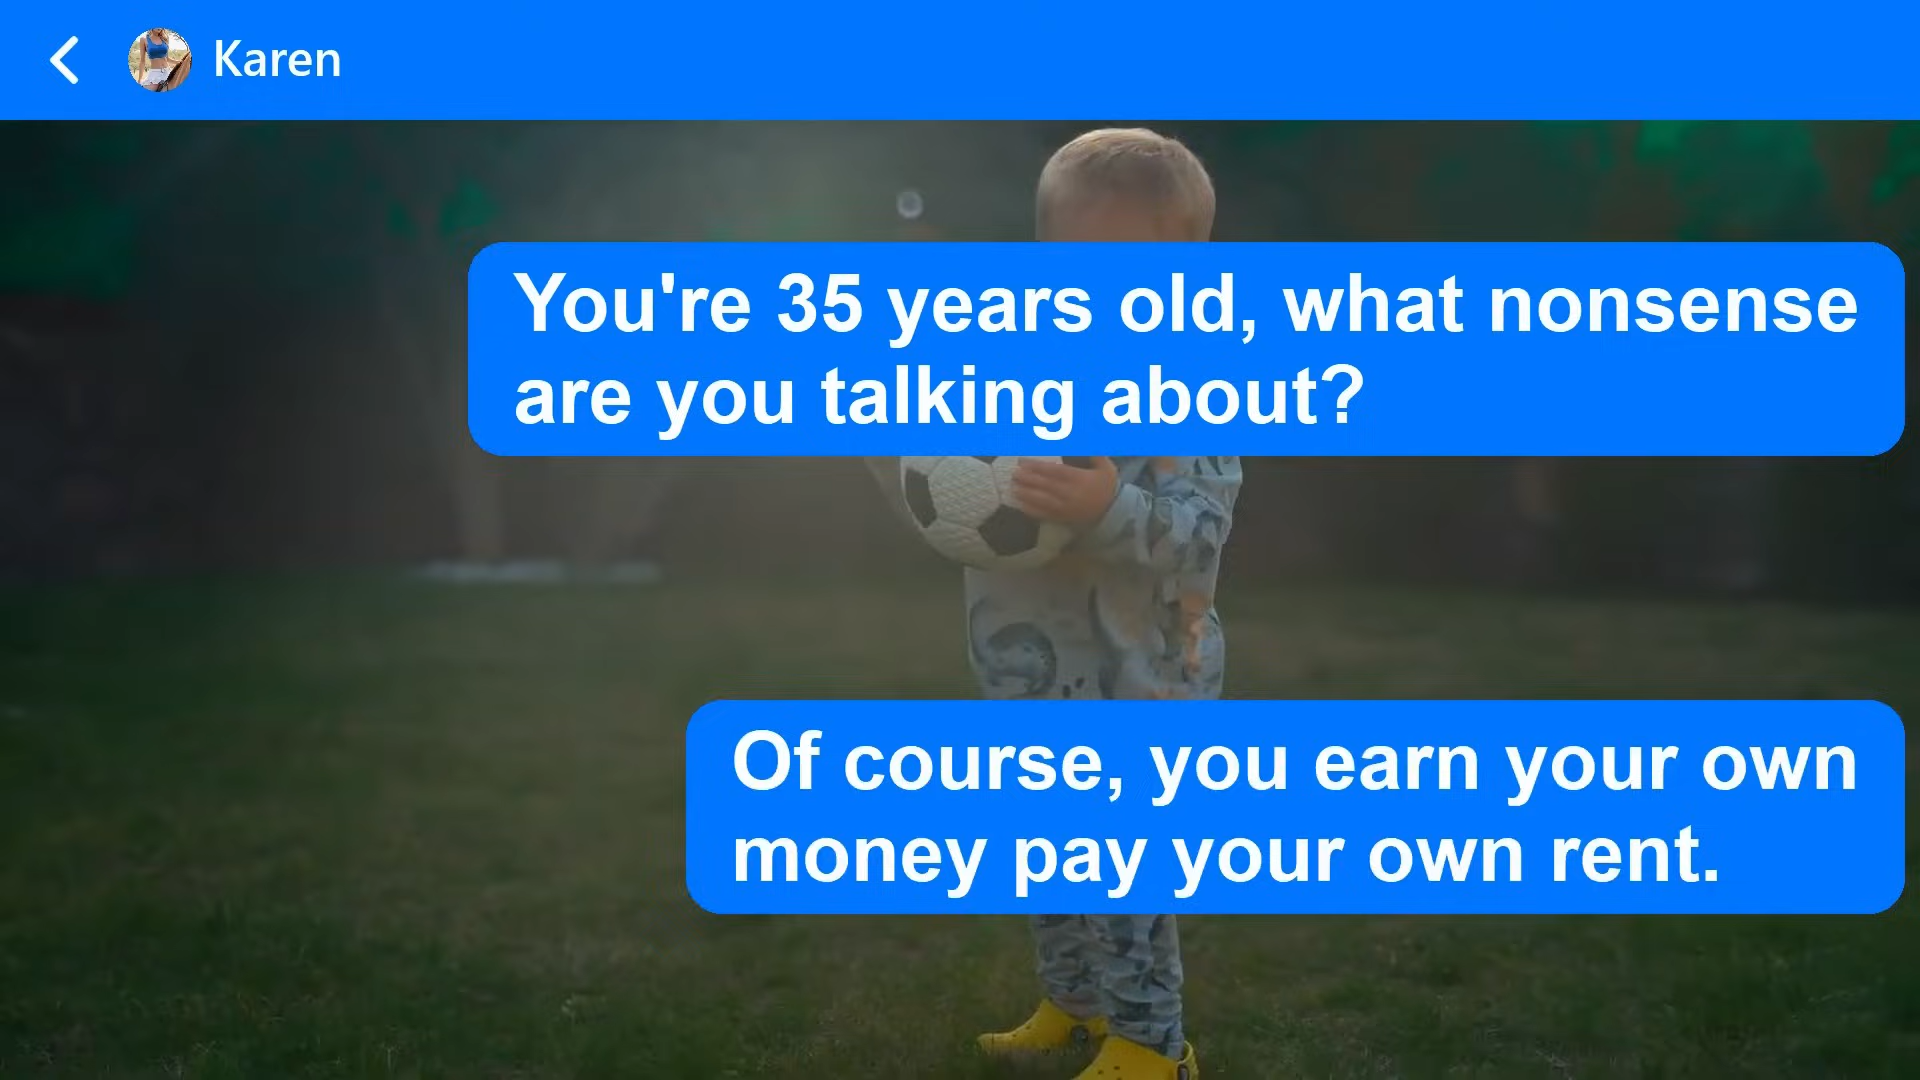 Karen
You're 35 years old, what nonsense
are you talking about?
Of course, you earn your own
money pay your own rent.